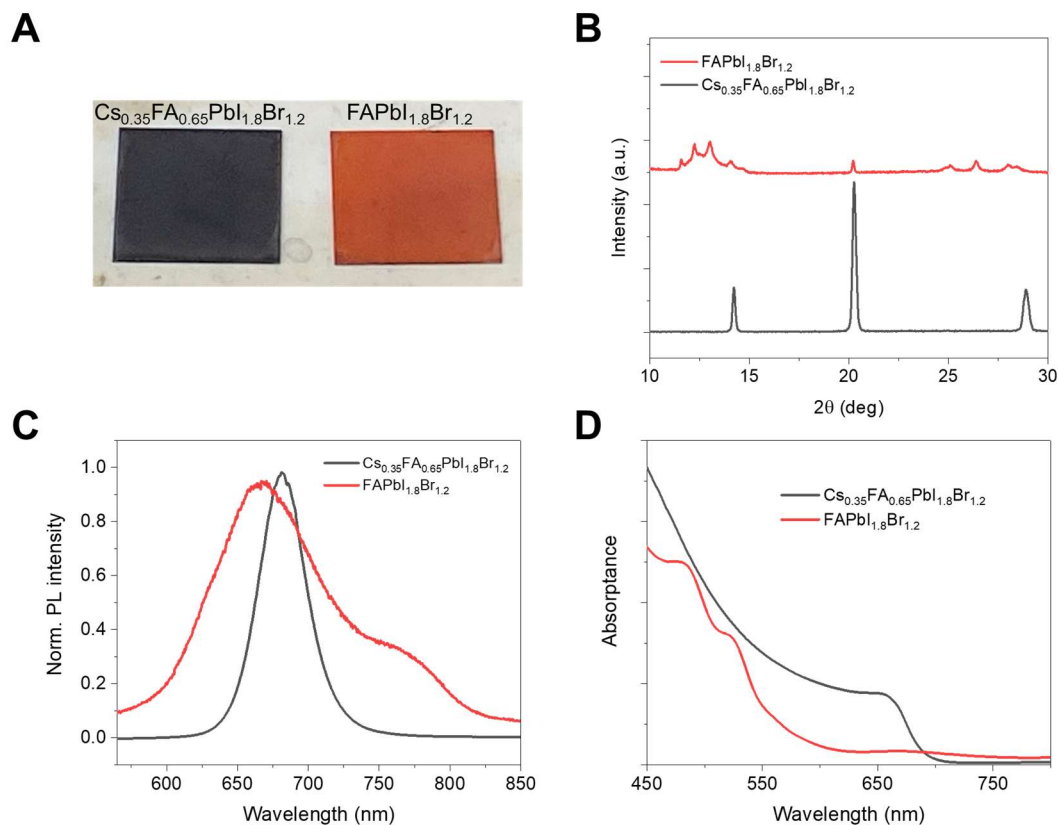 A
Cs₀.₃₅FA₀.₆₅PbI₁.₈Br₁.₂
FAPbI₁.₈Br₁.₂
B
FAPbI₁.₈Br₁.₂
Cs₀.₃₅FA₀.₆₅PbI₁.₈Br₁.₂
Intensity (a.u.)
10 15 20 25 30
2θ (deg)
C
Cs₀.₃₅FA₀.₆₅PbI₁.₈Br₁.₂
FAPbI₁.₈Br₁.₂
Norm. PL intensity
1.0
0.8
0.6
0.4
0.2
0.0
600 650 700 750 800 850
Wavelength (nm)
D
Cs₀.₃₅FA₀.₆₅PbI₁.₈Br₁.₂
FAPbI₁.₈Br₁.₂
Absorptance
450 550 650 750
Wavelength (nm)